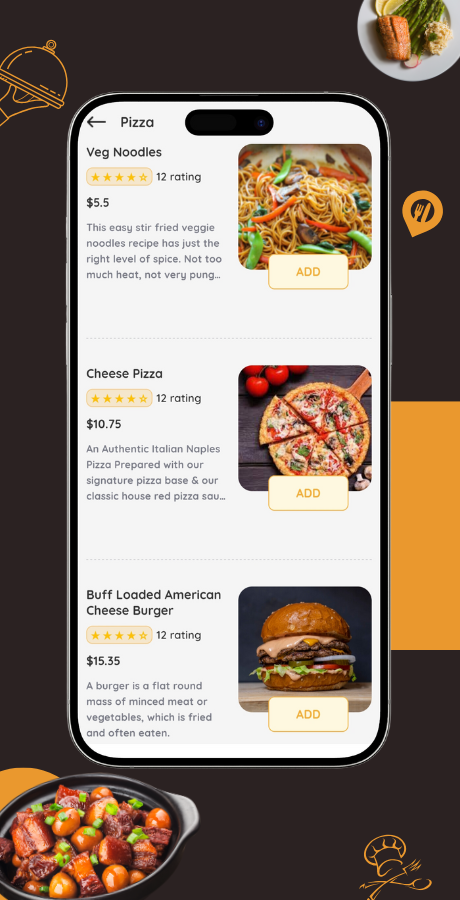 Pizza
Veg Noodles
12 rating
$5.5
This easy stir fried veggie
noodles recipe has just the
right level of spice. Not too
much heat, not very pung...
ADD
Cheese Pizza
12 rating
$10.75
An Authentic Italian Naples
Pizza Prepared with our
signature pizza base & our
classic house red pizza sau...
ADD
Buff Loaded American
Cheese Burger
12 rating
$15.35
A burger is a flat round
mass of minced meat or
vegetables, which is fried
and often eaten.
ADD